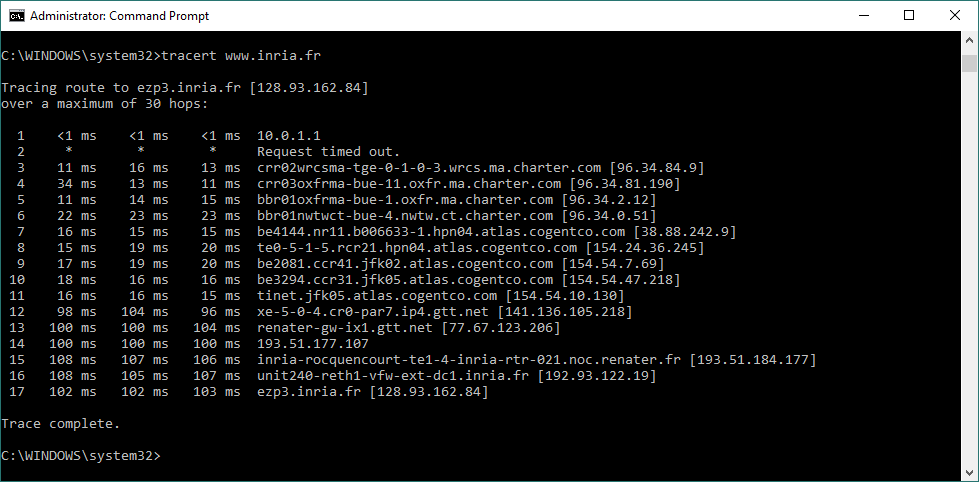 Administrator: Command Prompt
C:\WINDOWS\system32>tracert www.inria.fr
Tracing route to ezp3.inria.fr [128.93.162.84]
over a maximum of 30 hops:
1 <1 ms <1 ms <1 ms 10.0.1.1
2 * * * Request timed out.
3 11 ms 16 ms 13 ms crr02wrcsma-tge-0-1-0-3.wrcs.ma.charter.com [96.34.84.9]
4 34 ms 13 ms 11 ms crr03oxfrma-bue-11.oxfr.ma.charter.com [96.34.81.190]
5 11 ms 14 ms 15 ms bbr01oxfrma-bue-1.oxfr.ma.charter.com [96.34.2.12]
6 22 ms 23 ms 23 ms bbr01nwtwct-bue-4.nwtw.ct.charter.com [96.34.0.51]
7 16 ms 15 ms 15 ms be4144.nr11.b006633-1.hpn04.atlas.cogentco.com [38.88.242.9]
8 15 ms 19 ms 20 ms te0-5-1-5.rcr21.hpn04.atlas.cogentco.com [154.24.36.245]
9 17 ms 19 ms 20 ms be2081.ccr41.jfk02.atlas.cogentco.com [154.54.7.69]
10 18 ms 16 ms 16 ms be3294.ccr31.jfk05.atlas.cogentco.com [154.54.47.218]
11 16 ms 16 ms 15 ms tinet.jfk05.atlas.cogentco.com [154.54.10.130]
12 98 ms 104 ms 96 ms xe-5-0-4.cr0-par7.ip4.gtt.net [141.136.105.218]
13 100 ms 100 ms 104 ms renater-gw-ix1.gtt.net [77.67.123.206]
14 100 ms 100 ms 100 ms 193.51.177.107
15 108 ms 107 ms 106 ms inria-rocquencourt-te1-4-inria-rtr-021.noc.renater.fr [193.51.184.177]
16 108 ms 105 ms 107 ms unit240-reth1-vfw-ext-dc1.inria.fr [192.93.122.19]
17 102 ms 102 ms 103 ms ezp3.inria.fr [128.93.162.84]
Trace complete.
C:\WINDOWS\system32>